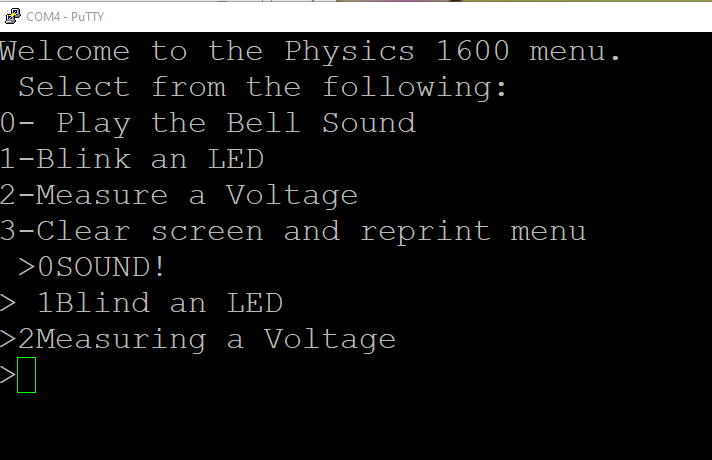 COM4 - PuTTY
Welcome to the Physics 1600 menu.
 Select from the following:
0- Play the Bell Sound
1-Blink an LED
2-Measure a Voltage
3-Clear screen and reprint menu
 >0SOUND!
> 1Blind an LED
>2Measuring a Voltage
>